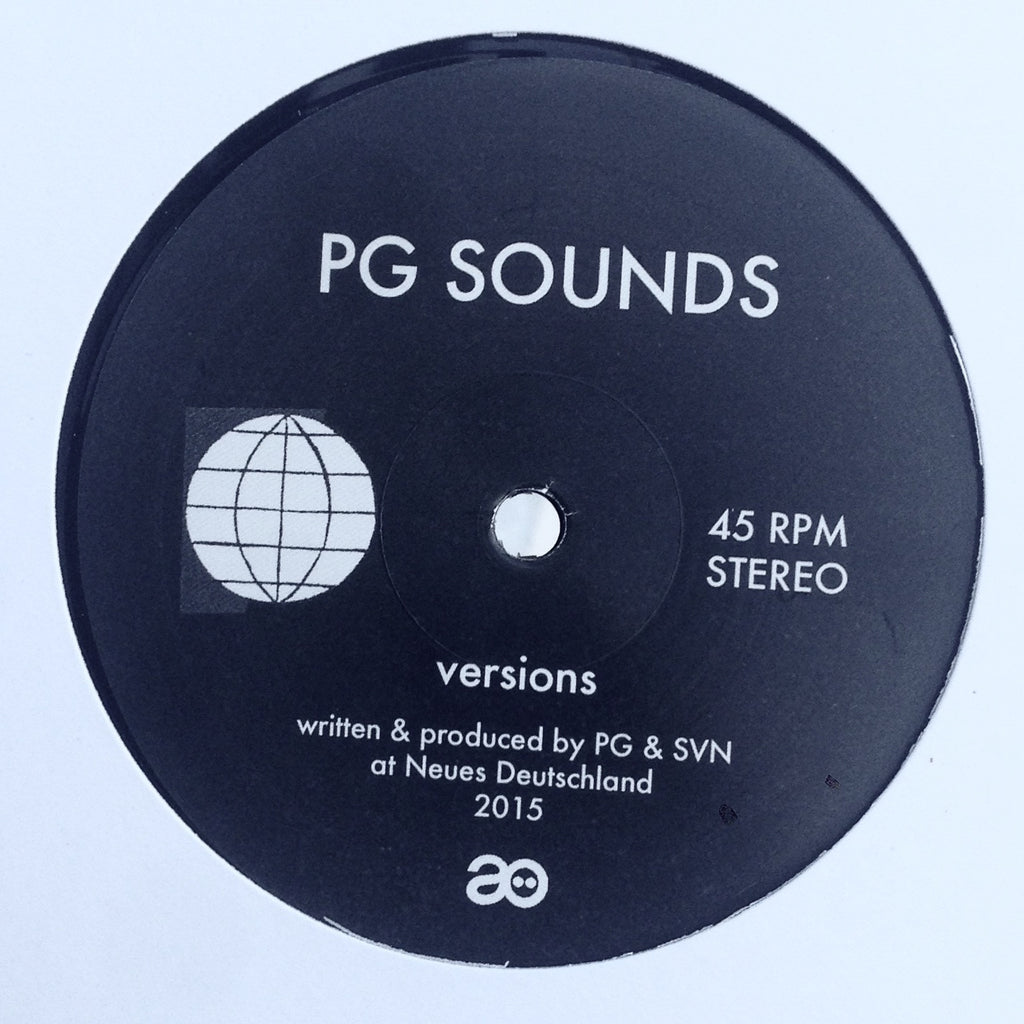 PG SOUNDS
45 RPM
STEREO
versions
written & produced by PG & SVN
at Neues Deutschland
2015